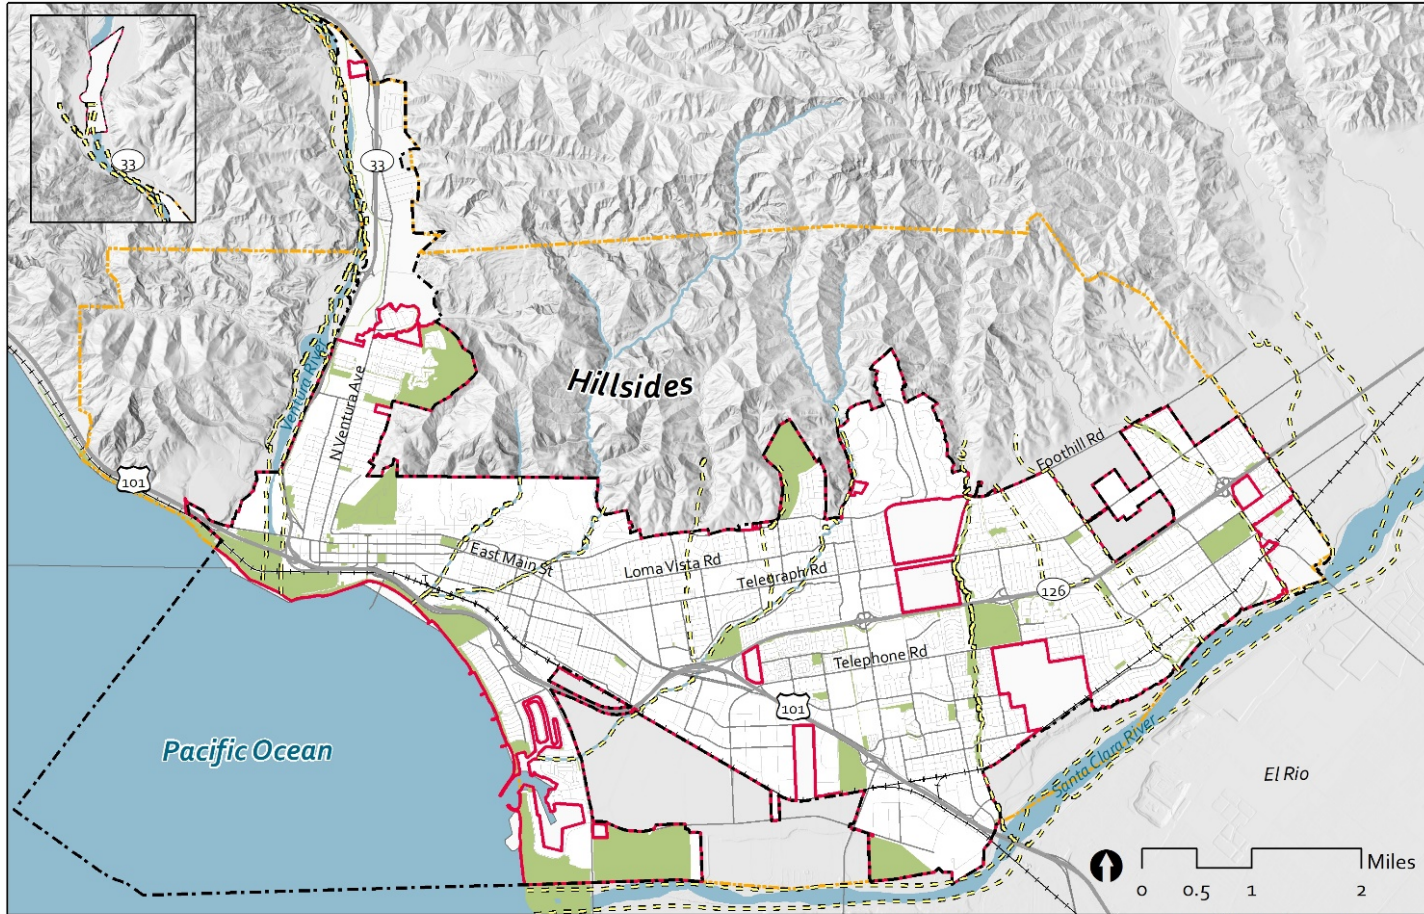 33
33
Ventura River
N Ventura Ave
Hillsides
101
Foothill Rd
East Main St
Loma Vista Rd
Telegraph Rd
126
Telephone Rd
101
Pacific Ocean
Santa Clara River
El Rio
Miles
0 0.5 1 2